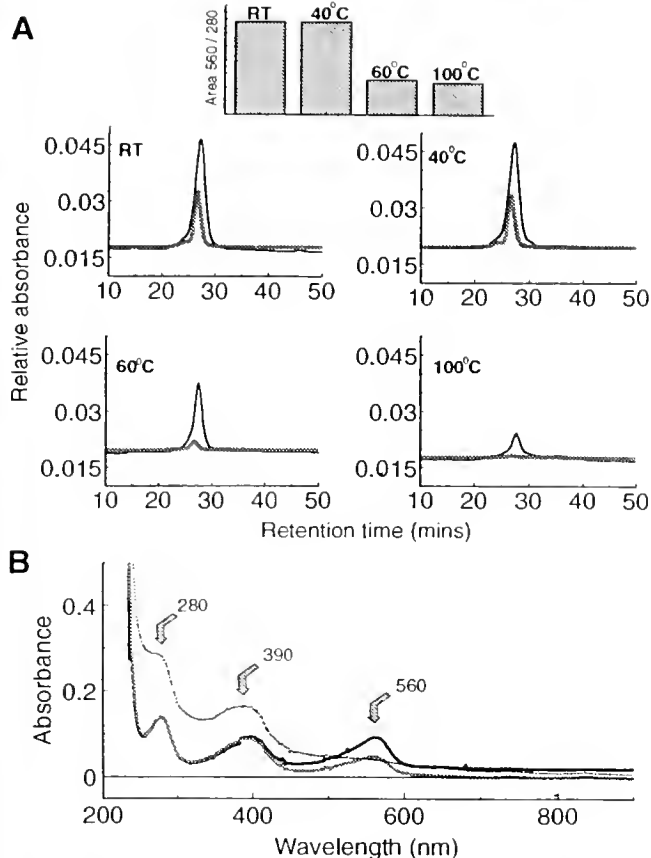 A
Area 560 / 280
RT
40°C
60°C
100°C
Relative absorbance
RT
0.045
0.03
0.015
10 20 30 40 50
40°C
0.045
0.03
0.015
10 20 30 40 50
60°C
0.045
0.03
0.015
10 20 30 40 50
100°C
0.045
0.03
0.015
10 20 30 40 50
Retention time (mins)
B
Absorbance
0.4
0.2
0
280
390
560
200 400 600 800
Wavelength (nm)